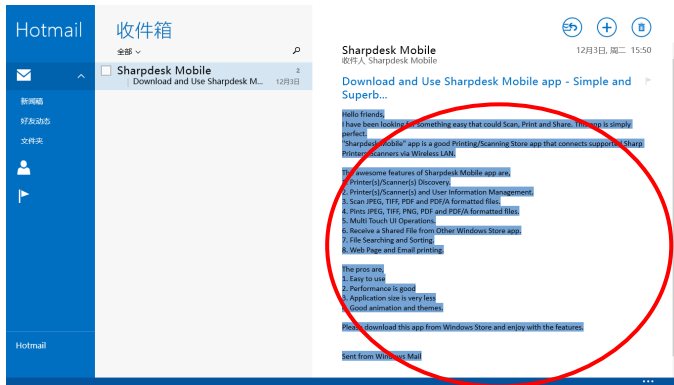 Hotmail
新闻稿
好友动态
文件夹
Hotmail
收件箱
全部
Sharpdesk Mobile
2
Download and Use Sharpdesk M...
12月3日
Sharpdesk Mobile
12月3日, 周二 15:50
收件人 Sharpdesk Mobile
Download and Use Sharpdesk Mobile app - Simple and
Superb...
Hello friends,
I have been looking for something easy that could Scan, Print and Share. This app is simply
perfect.
"Sharpdesk Mobile" app is a good Printing/Scanning Store app that connects supported Sharp
Printers/Scanners via Wireless LAN.
The awesome features of Sharpdesk Mobile app are,
1. Printer(s)/Scanner(s) Discovery.
2. Printer(s)/Scanner(s) and User Information Management.
3. Scan JPEG, TIFF, PDF and PDF/A formatted files.
4. Pints JPEG, TIFF, PNG, PDF and PDF/A formatted files.
5. Multi Touch UI Operations.
6. Receive a Shared File from Other Windows Store app.
7. File Searching and Sorting.
8. Web Page and Email printing.
The pros are,
1. Easy to use
2. Performance is good
3. Application size is very less
4. Good animation and themes.
Please download this app from Windows Store and enjoy with the features.
Sent from Windows Mail